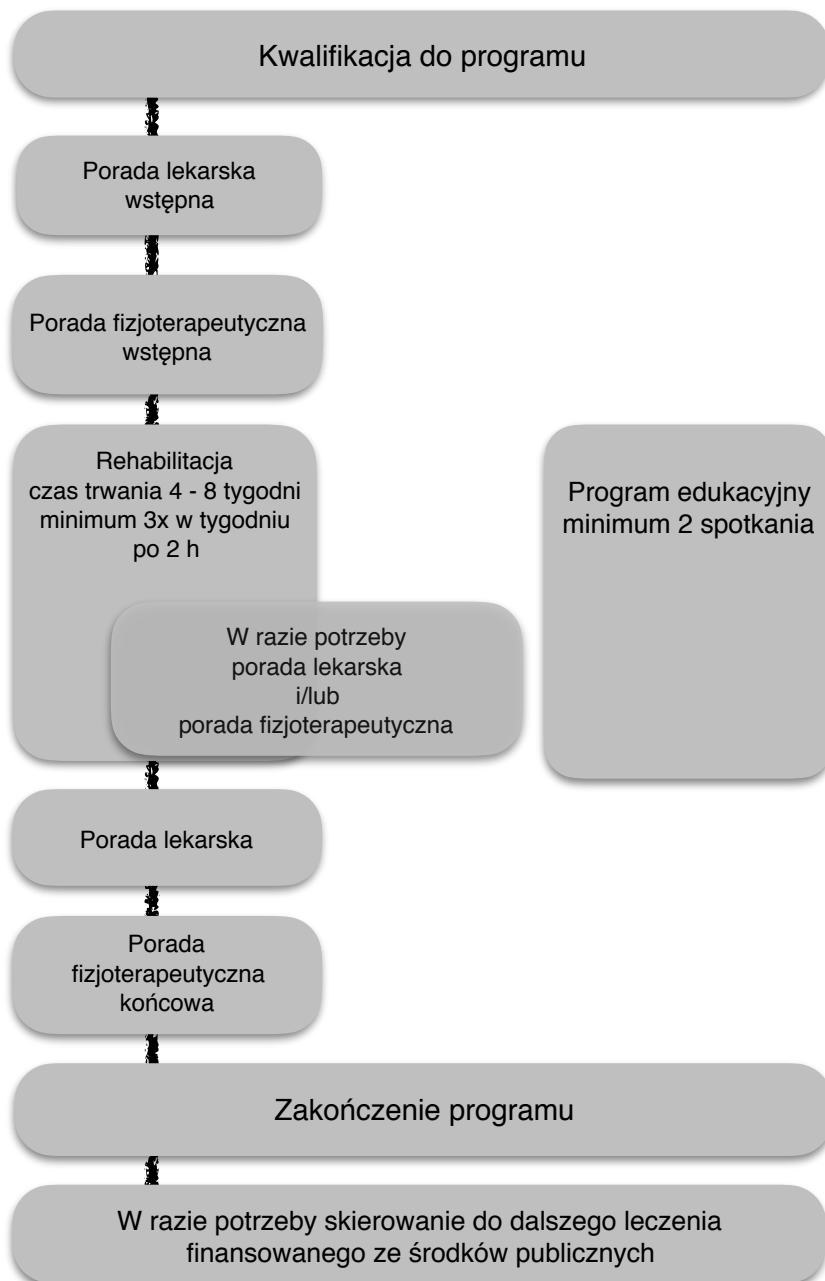 Kwalifikacja do programu
Porada lekarska
wstępna
Porada fizjoterapeutyczna
wstępna
Rehabilitacja
czas trwania 4 - 8 tygodni
minimum 3x w tygodniu
po 2 h
Program edukacyjny
minimum 2 spotkania
W razie potrzeby
porada lekarska
i/lub
porada fizjoterapeutyczna
Porada lekarska
Porada
fizjoterapeutyczna
końcowa
Zakończenie programu
W razie potrzeby skierowanie do dalszego leczenia
finansowanego ze środków publicznych